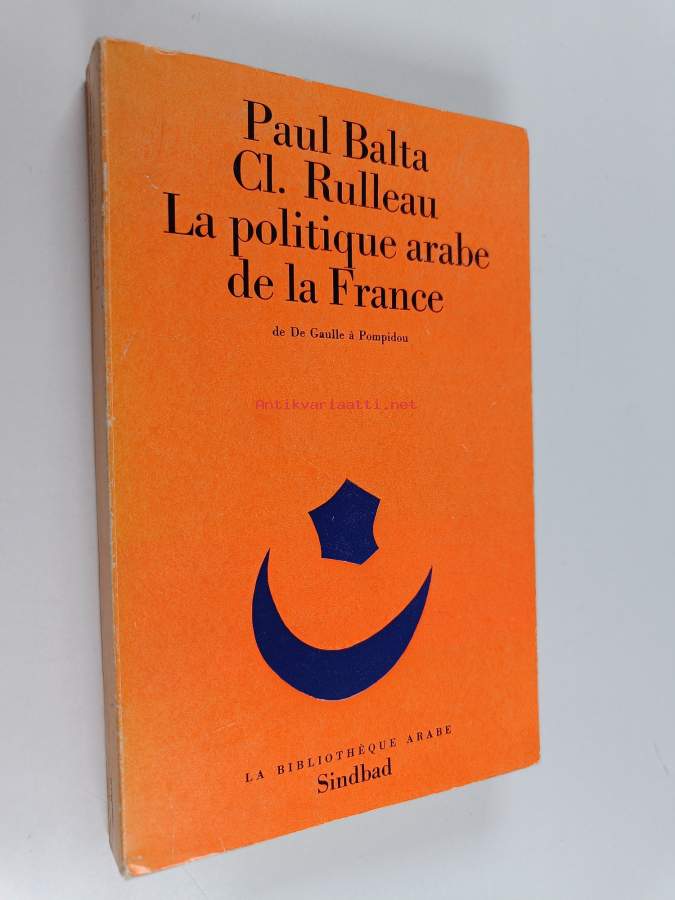 Paul Balta
Cl. Rulleau
La politique arabe
de la France
de De Gaulle à Pompidou
Antikvariaatti.net
LA BIBLIOTHÈQUE ARABE
Sindbad